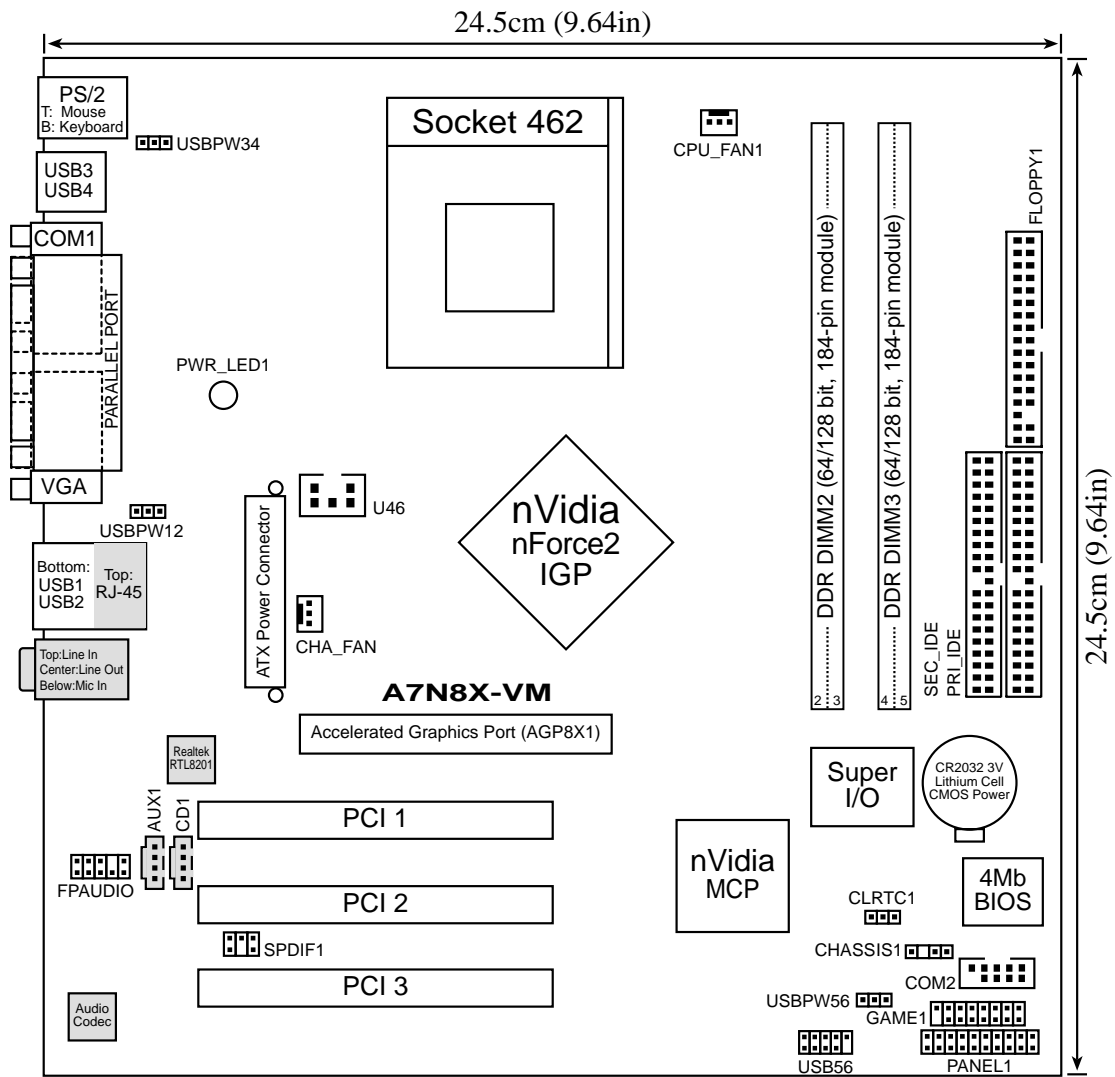 24.5cm (9.64in)
PS/2
T: Mouse
B: Keyboard
USBPW34
Socket 462
CPU_FAN1
USB3
USB4
FLOPPY1
COM1
PARALLEL PORT
PWR_LED1
DDR DIMM2 (64/128 bit, 184-pin module)
DDR DIMM3 (64/128 bit, 184-pin module)
24.5cm (9.64in)
VGA
USBPW12
U46
nVidia
nForce2
IGP
Bottom:
USB1
USB2
Top:
RJ-45
ATX Power Connector
CHA_FAN
Top:Line In
Center:Line Out
Below:Mic In
SEC_IDE
PRI_IDE
2 3
4 5
A7N8X-VM
Accelerated Graphics Port (AGP8X1)
Realtek
RTL8201
Super
I/O
CR2032 3V
Lithium Cell
CMOS Power
AUX1
CD1
PCI 1
nVidia
MCP
FPAUDIO
PCI 2
4Mb
BIOS
CLRTC1
SPDIF1
CHASSIS1
COM2
PCI 3
USBPW56
GAME1
Audio
Codec
USB56
PANEL1